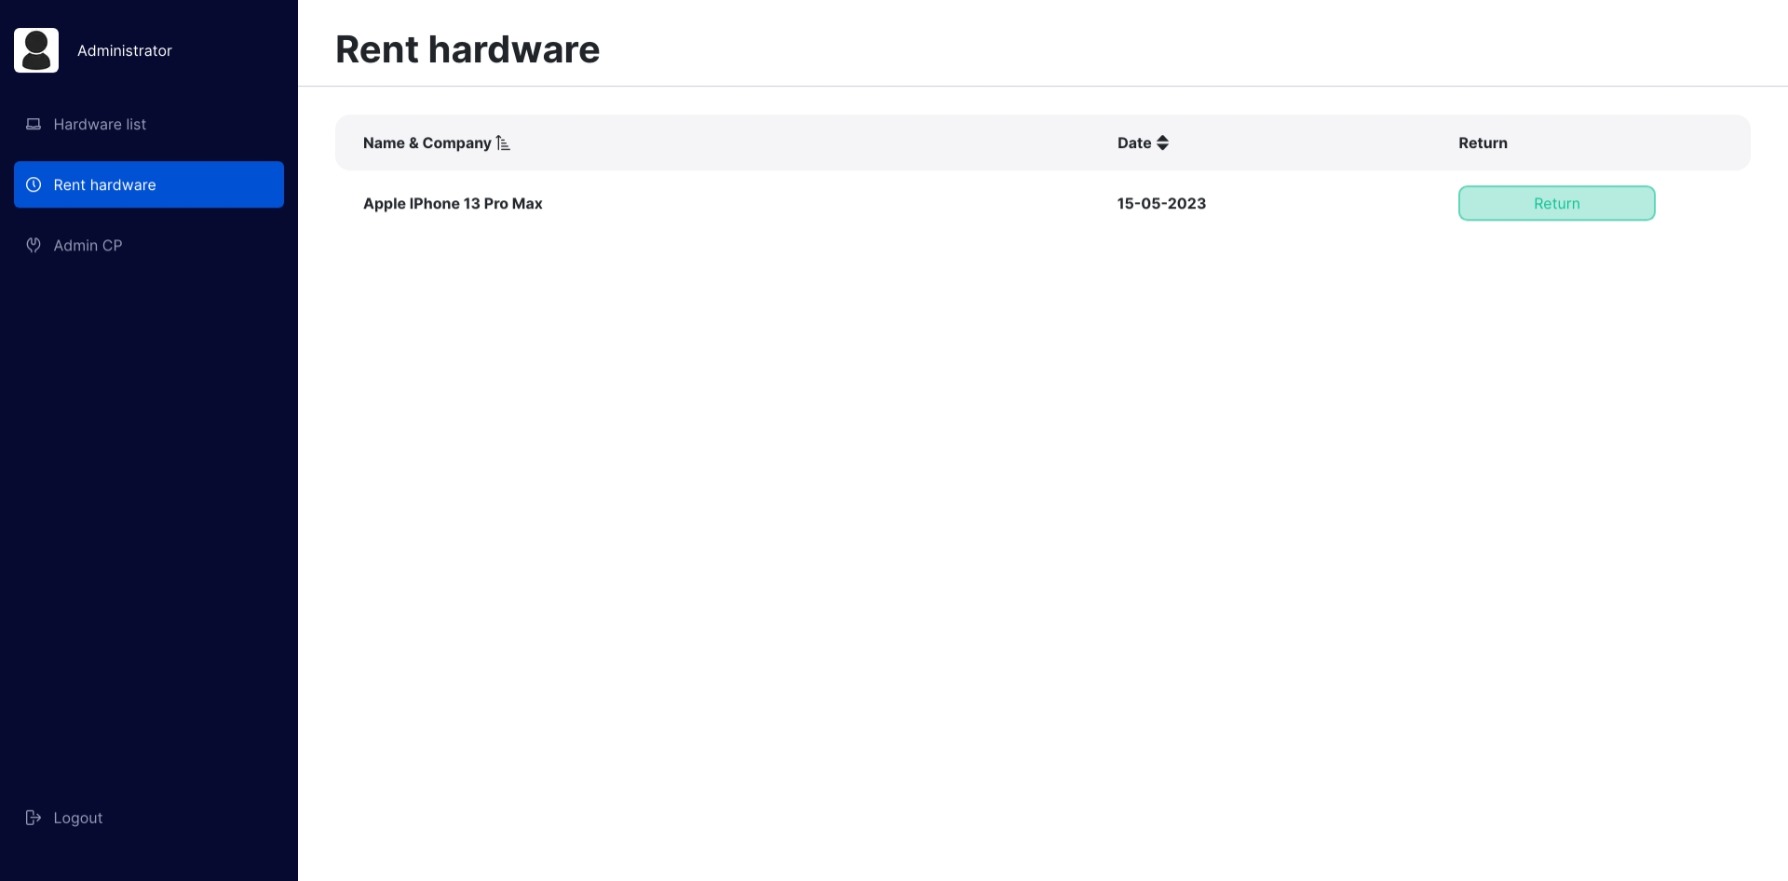 Administrator
Hardware list
Rent hardware
Admin CP
Logout
Rent hardware
Name & Company Date Return
Apple IPhone 13 Pro Max 15-05-2023 Return